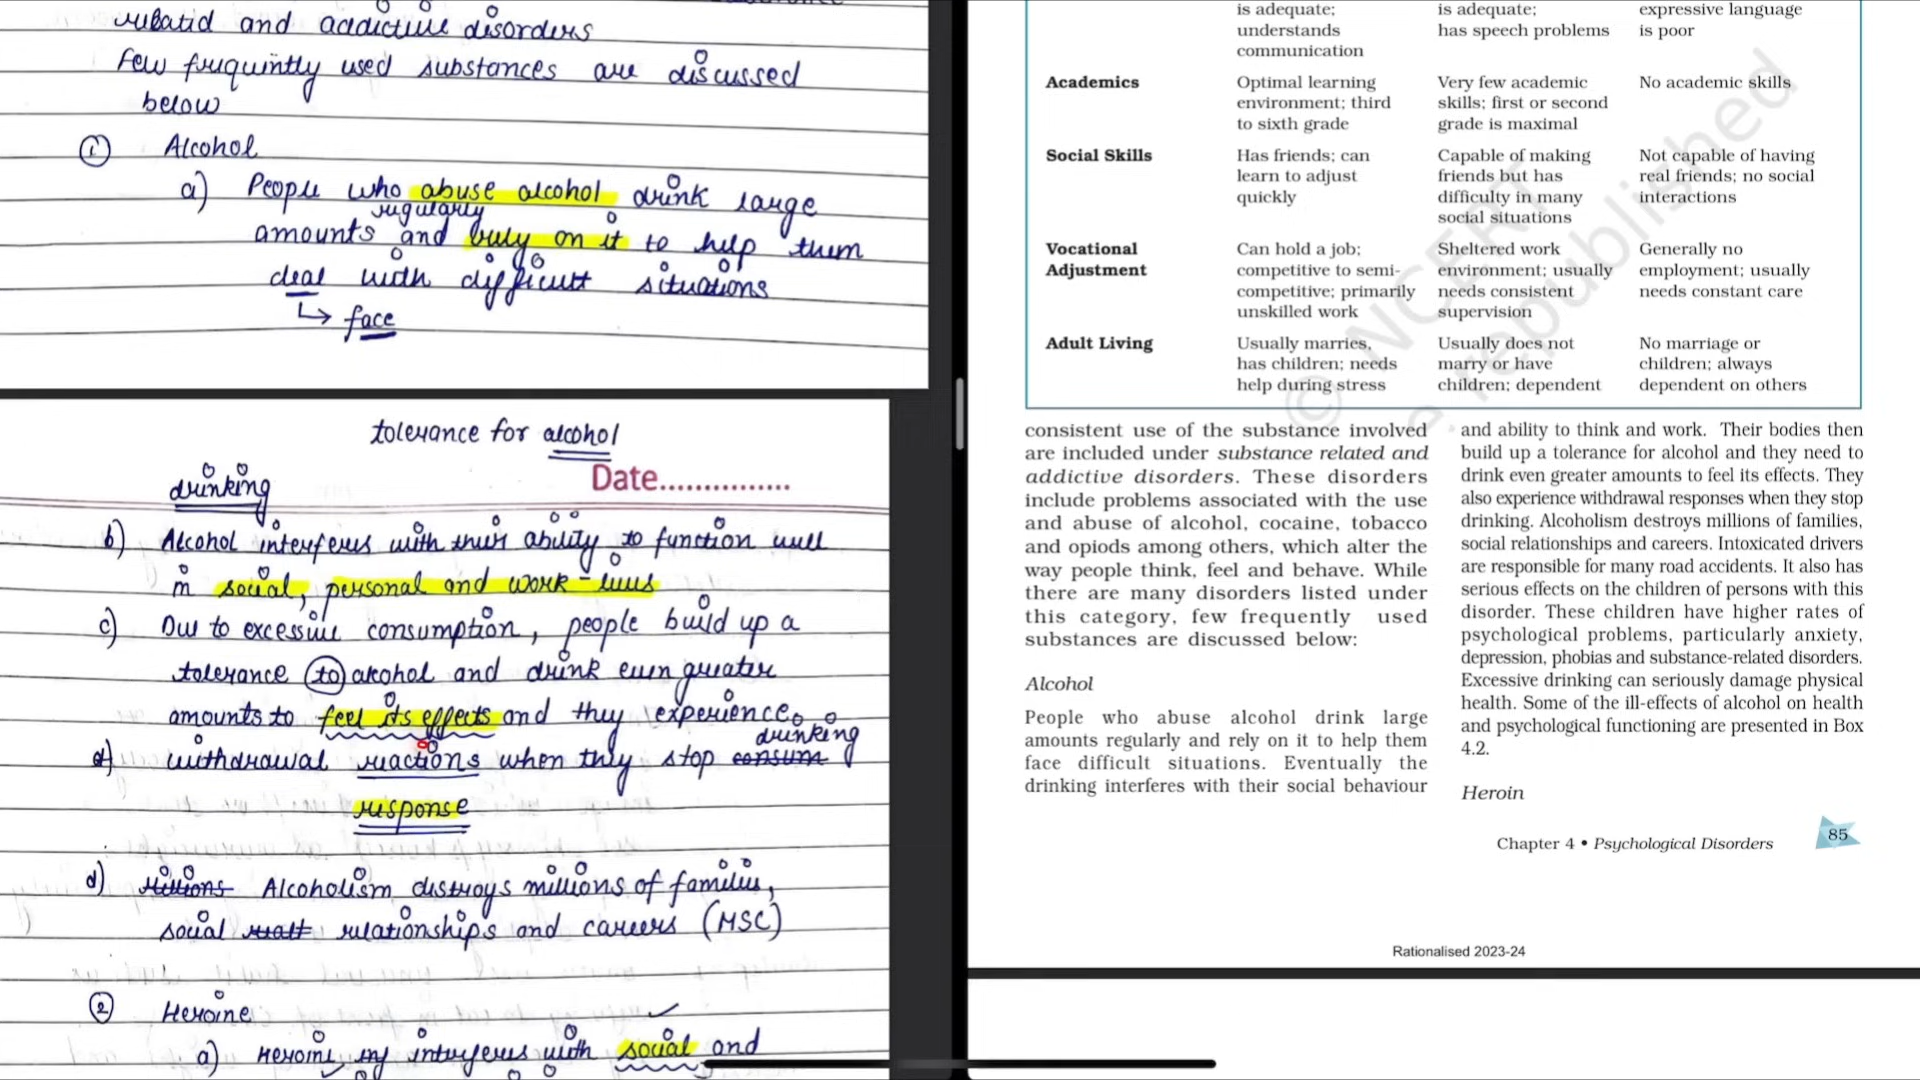 related and addictive disorders
Few frequently used substances are discussed
below
① Alcohol
a) People who abuse alcohol drink large
regularly
amounts and rely on it to help them
deal with difficult situations
↳ face
tolerance for alcohol
Date...............
drinking
b) Alcohol interferes with their ability to function well
in social, personal and work-lives
c) Due to excessive consumption, people build up a
tolerance to alcohol and drink even greater
amounts to feel its effects and they experience
drinking
d) withdrawal reactions when they stop consum
response
d) Millions Alcoholism destroys millions of families,
social relationships and careers (MSC)
② Heroine
a) Heroine interferes with social and
is adequate; is adequate; expressive language
understands has speech problems is poor
communication
Academics Optimal learning Very few academic No academic skills
environment; third skills; first or second
to sixth grade grade is maximal
Social Skills Has friends; can Capable of making Not capable of having
learn to adjust friends but has real friends; no social
quickly difficulty in many interactions
social situations
Vocational Can hold a job; Sheltered work Generally no
Adjustment competitive to semi- environment; usually employment; usually
competitive; primarily needs consistent needs constant care
unskilled work supervision
Adult Living Usually marries, Usually does not No marriage or
has children; needs marry or have children; always
help during stress children; dependent dependent on others
© NCERT
republished
consistent use of the substance involved
are included under substance related and
addictive disorders. These disorders
include problems associated with the use
and abuse of alcohol, cocaine, tobacco
and opiods among others, which alter the
way people think, feel and behave. While
there are many disorders listed under
this category, few frequently used
substances are discussed below:
Alcohol
People who abuse alcohol drink large
amounts regularly and rely on it to help them
face difficult situations. Eventually the
drinking interferes with their social behaviour
and ability to think and work. Their bodies then
build up a tolerance for alcohol and they need to
drink even greater amounts to feel its effects. They
also experience withdrawal responses when they stop
drinking. Alcoholism destroys millions of families,
social relationships and careers. Intoxicated drivers
are responsible for many road accidents. It also has
serious effects on the children of persons with this
disorder. These children have higher rates of
psychological problems, particularly anxiety,
depression, phobias and substance-related disorders.
Excessive drinking can seriously damage physical
health. Some of the ill-effects of alcohol on health
and psychological functioning are presented in Box
4.2.
Heroin
Chapter 4 • Psychological Disorders 85
Rationalised 2023-24